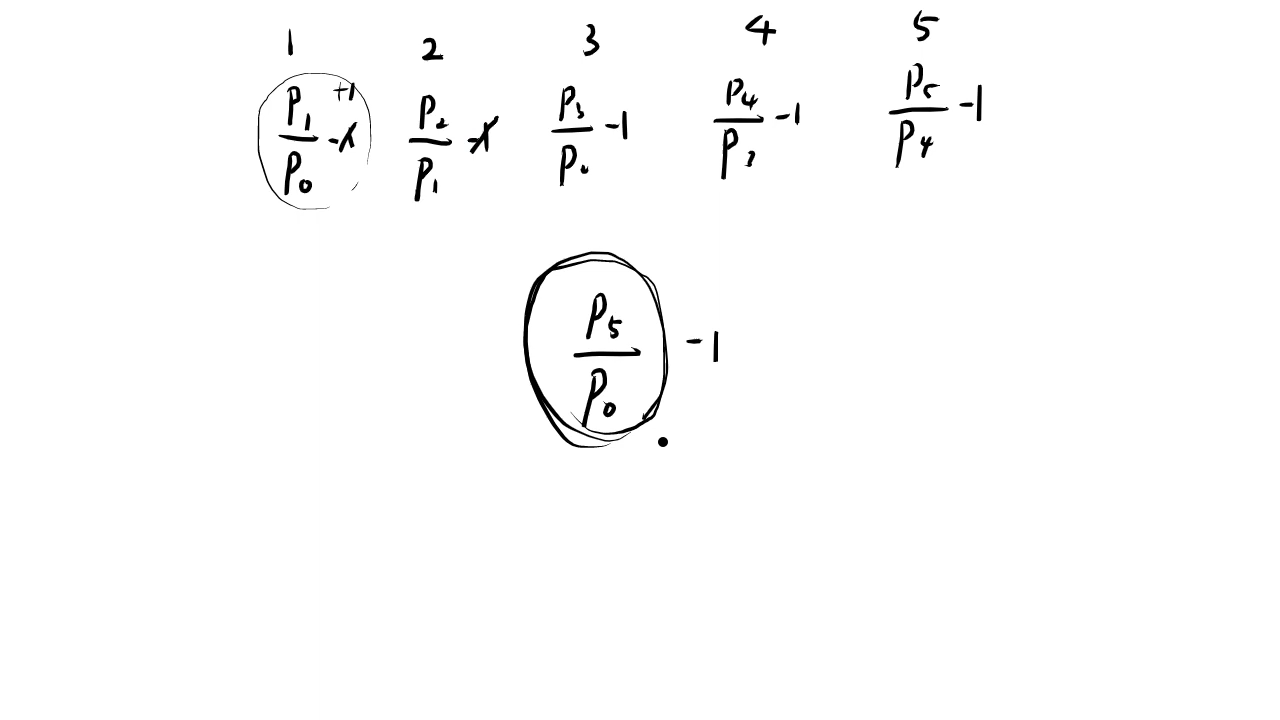 1 2 3 4 5
P₁/P₀ -1 +1 P₂/P₁ -1 P₃/P₂ -1 P₄/P₃ -1 P₅/P₄ -1
P₅/P₀ -1